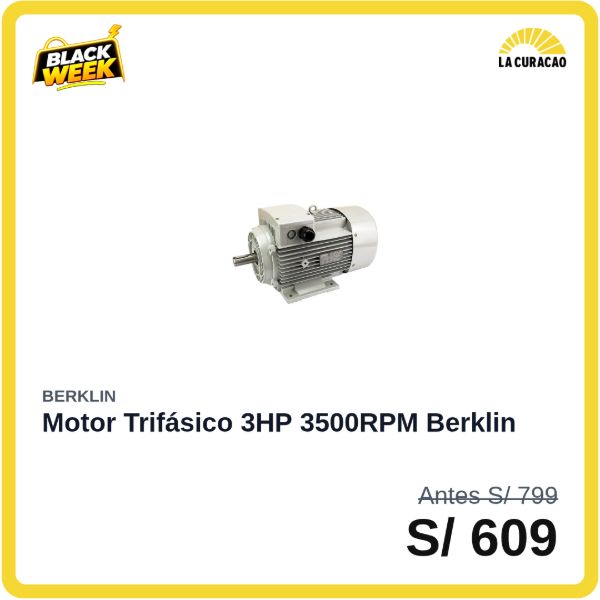 BLACK
WEEK
LA CURACAO
BERKLIN
Motor Trifásico 3HP 3500RPM Berklin
Antes S/ 799
S/ 609